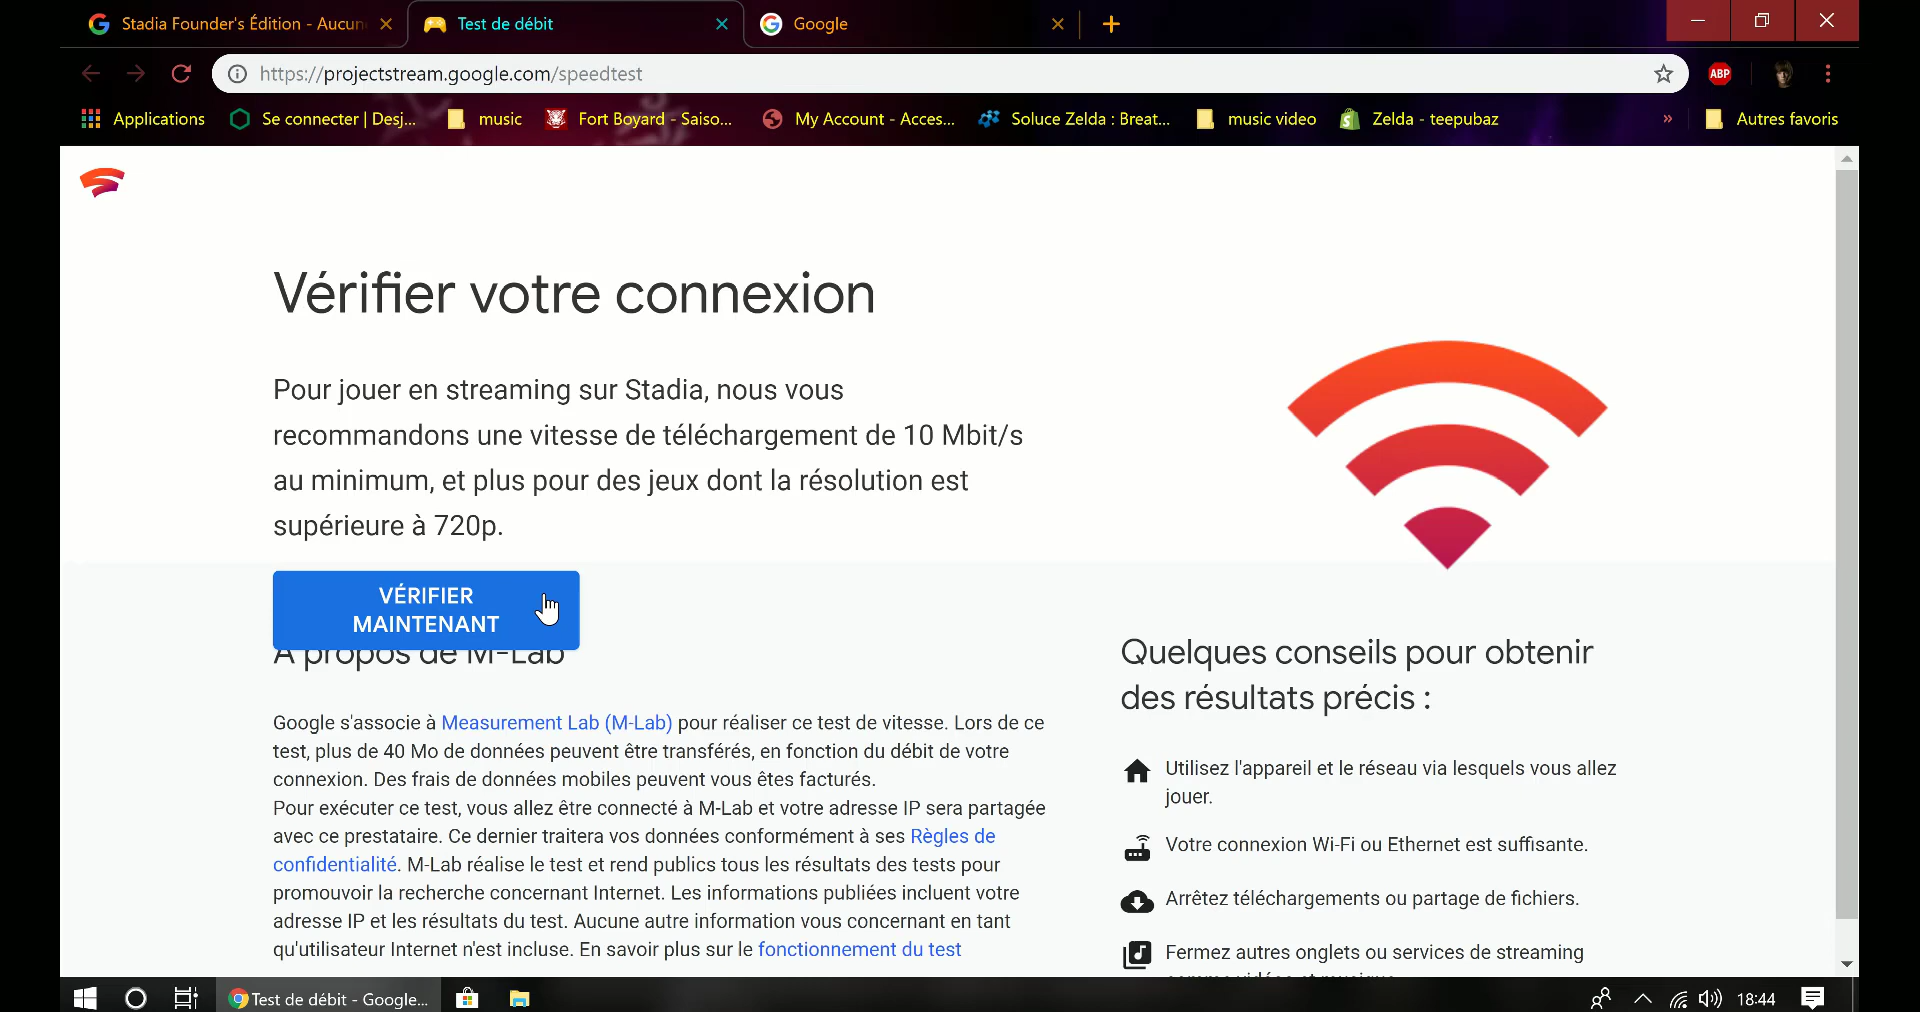 Stadia Founder's Édition - Aucun
Test de débit
Google
https://projectstream.google.com/speedtest
ABP
Applications
Se connecter | Desj...
music
Fort Boyard - Saiso...
My Account - Acces...
Soluce Zelda : Breat...
music video
Zelda - teepubaz
»
Autres favoris
Vérifier votre connexion
Pour jouer en streaming sur Stadia, nous vous
recommandons une vitesse de téléchargement de 10 Mbit/s
au minimum, et plus pour des jeux dont la résolution est
supérieure à 720p.
VÉRIFIER
MAINTENANT
À propos de M-Lab
Google s'associe à Measurement Lab (M-Lab) pour réaliser ce test de vitesse. Lors de ce
test, plus de 40 Mo de données peuvent être transférés, en fonction du débit de votre
connexion. Des frais de données mobiles peuvent vous êtes facturés.
Pour exécuter ce test, vous allez être connecté à M-Lab et votre adresse IP sera partagée
avec ce prestataire. Ce dernier traitera vos données conformément à ses Règles de
confidentialité. M-Lab réalise le test et rend publics tous les résultats des tests pour
promouvoir la recherche concernant Internet. Les informations publiées incluent votre
adresse IP et les résultats du test. Aucune autre information vous concernant en tant
qu'utilisateur Internet n'est incluse. En savoir plus sur le fonctionnement du test
Quelques conseils pour obtenir
des résultats précis :
Utilisez l'appareil et le réseau via lesquels vous allez
jouer.
Votre connexion Wi-Fi ou Ethernet est suffisante.
Arrêtez téléchargements ou partage de fichiers.
Fermez autres onglets ou services de streaming
Test de débit - Google...
18:44